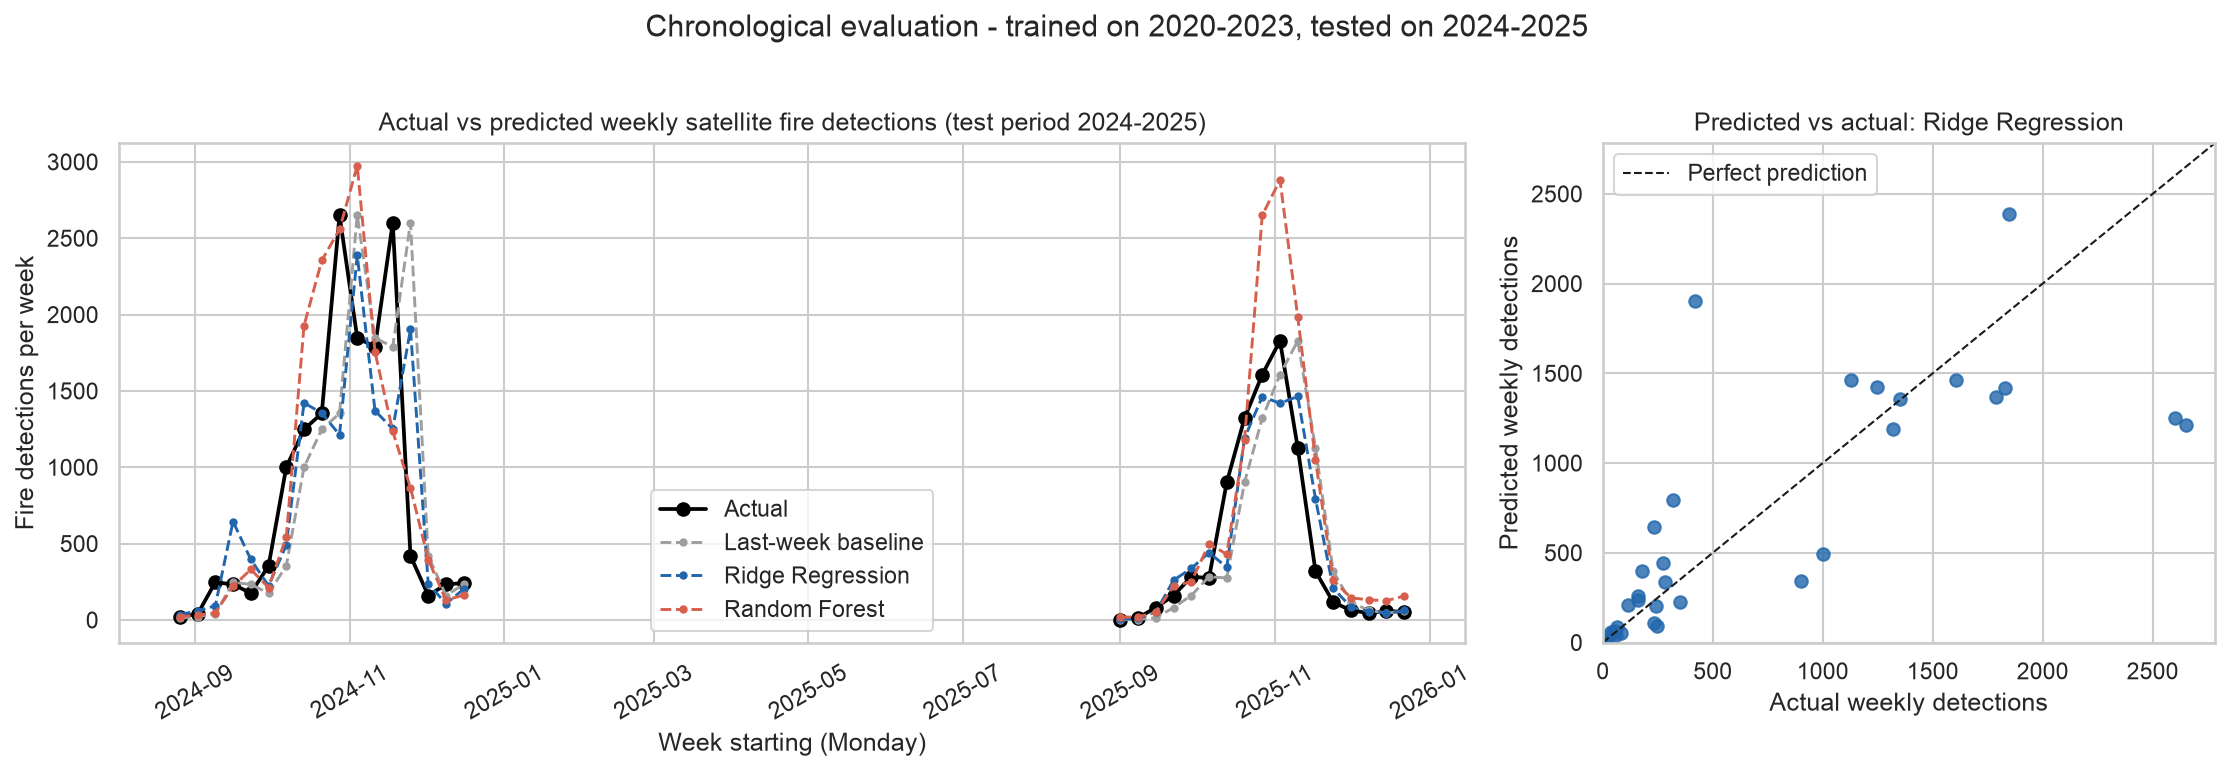 Chronological evaluation - trained on 2020-2023, tested on 2024-2025
Actual vs predicted weekly satellite fire detections (test period 2024-2025)
Fire detections per week
3000
2500
2000
1500
1000
500
0
Actual
Last-week baseline
Ridge Regression
Random Forest
2024-09
2024-11
2025-01
2025-03
2025-05
2025-07
2025-09
2025-11
2026-01
Week starting (Monday)
Predicted vs actual: Ridge Regression
Perfect prediction
Predicted weekly detections
2500
2000
1500
1000
500
0
0
500
1000
1500
2000
2500
Actual weekly detections